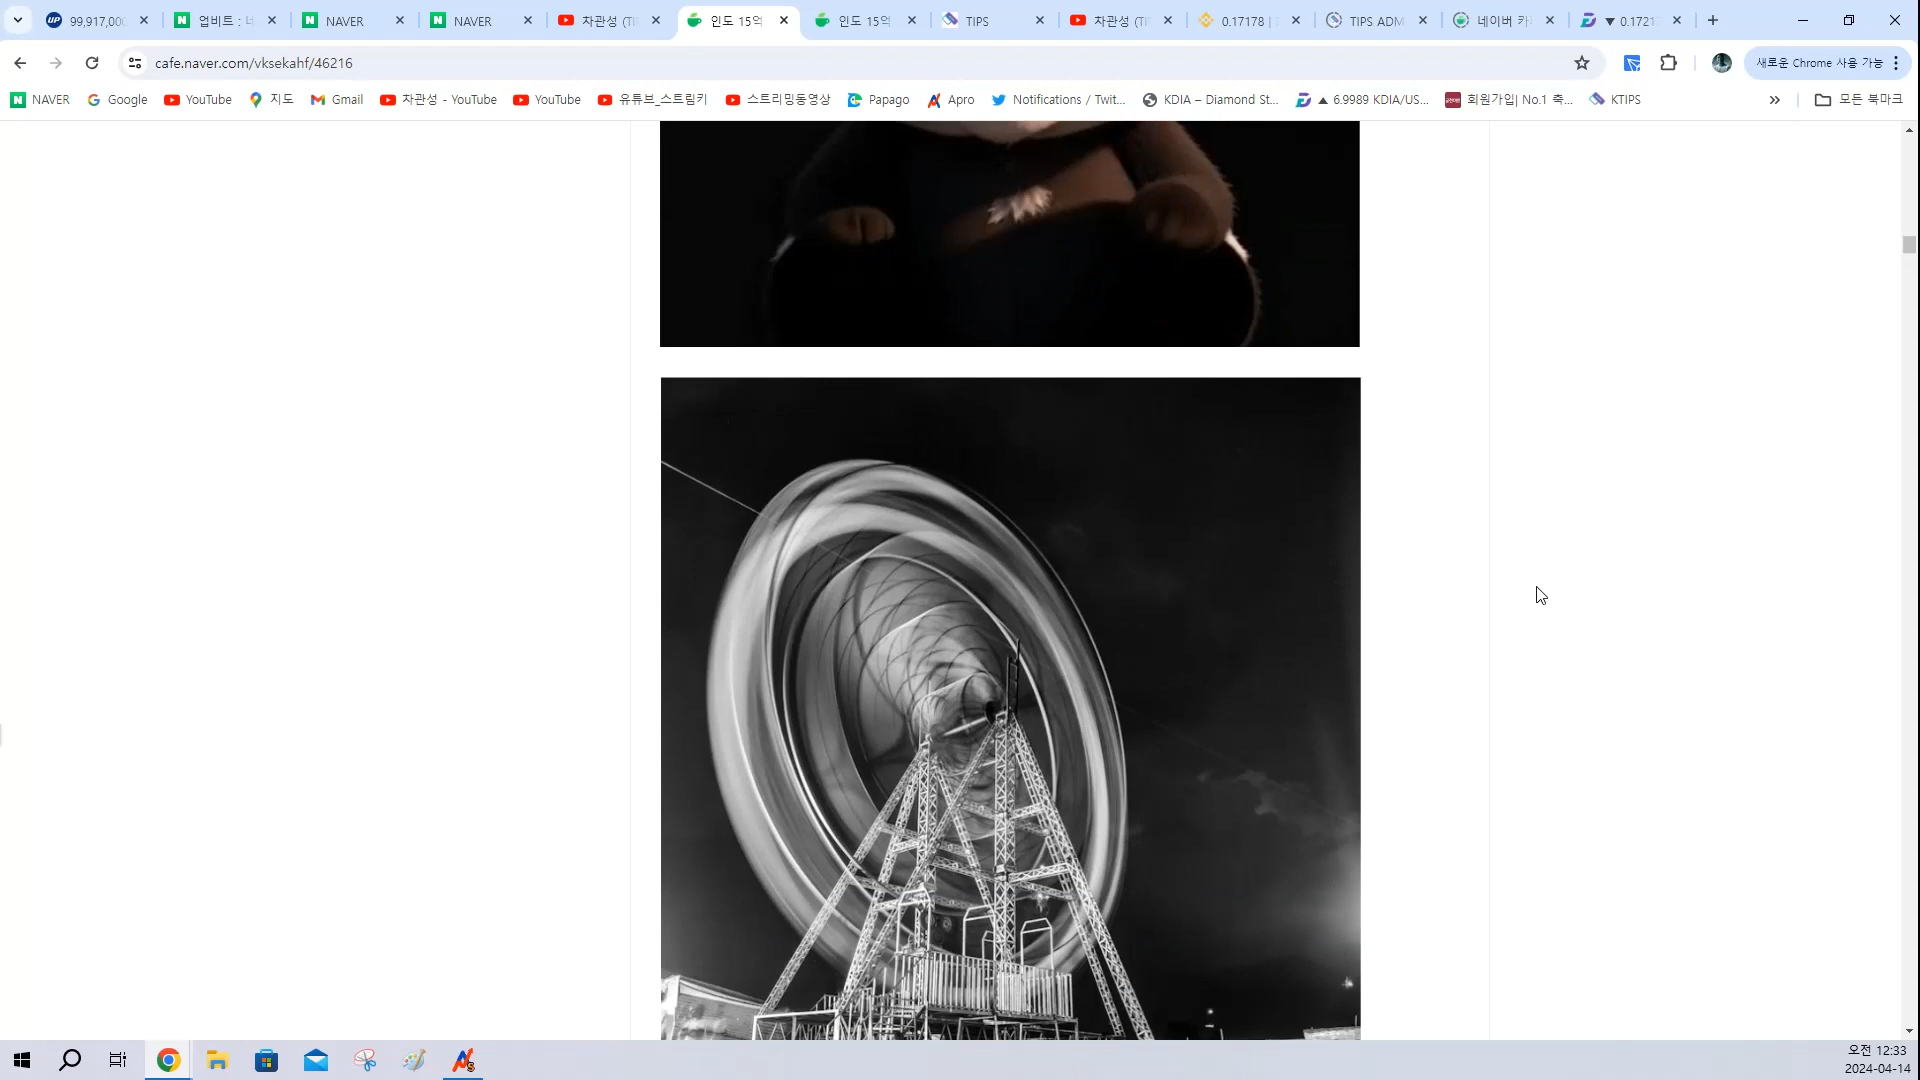 99,917,000
업비트 : 네
NAVER
NAVER
차관성 (TI
인도 15억
인도 15억
TIPS
차관성 (TI
0.17178 |
TIPS ADM
네이버 카
▼ 0.1721
cafe.naver.com/vksekahf/46216
새로운 Chrome 사용 가능
NAVER
Google
YouTube
지도
Gmail
차관성 - YouTube
YouTube
유튜브_스트림키
스트리밍동영상
Papago
Apro
Notifications / Twit...
KDIA – Diamond St...
▲ 6.9989 KDIA/US...
회원가입| No.1 축...
KTIPS
모든 북마크
오전 12:33
2024-04-14